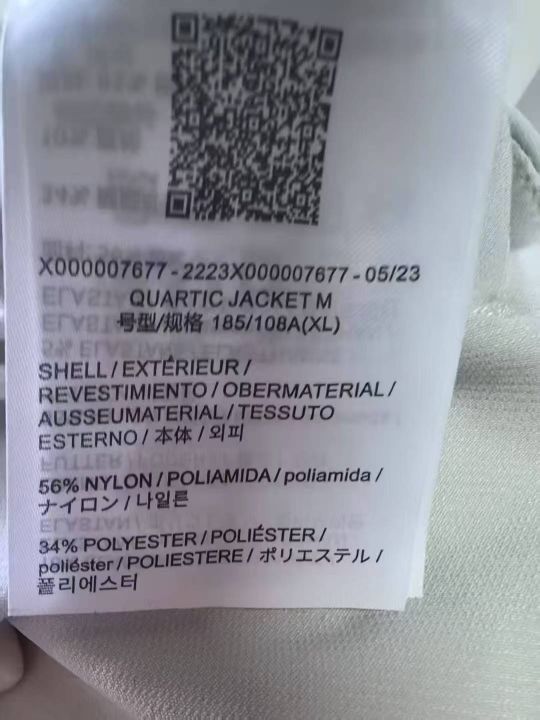 X000007677 - 2223X000007677 - 05/23
QUARTIC JACKET M
号型/规格 185/108A(XL)
SHELL / EXTÉRIEUR /
REVESTIMIENTO / OBERMATERIAL /
AUSSEUMATERIAL / TESSUTO
ESTERNO / 本体 / 외피
56% NYLON / POLIAMIDA / poliamida /
ナイロン / 나일론
34% POLYESTER / POLIÉSTER /
poliéster / POLIESTERE / ポリエステル /
폴리에스터